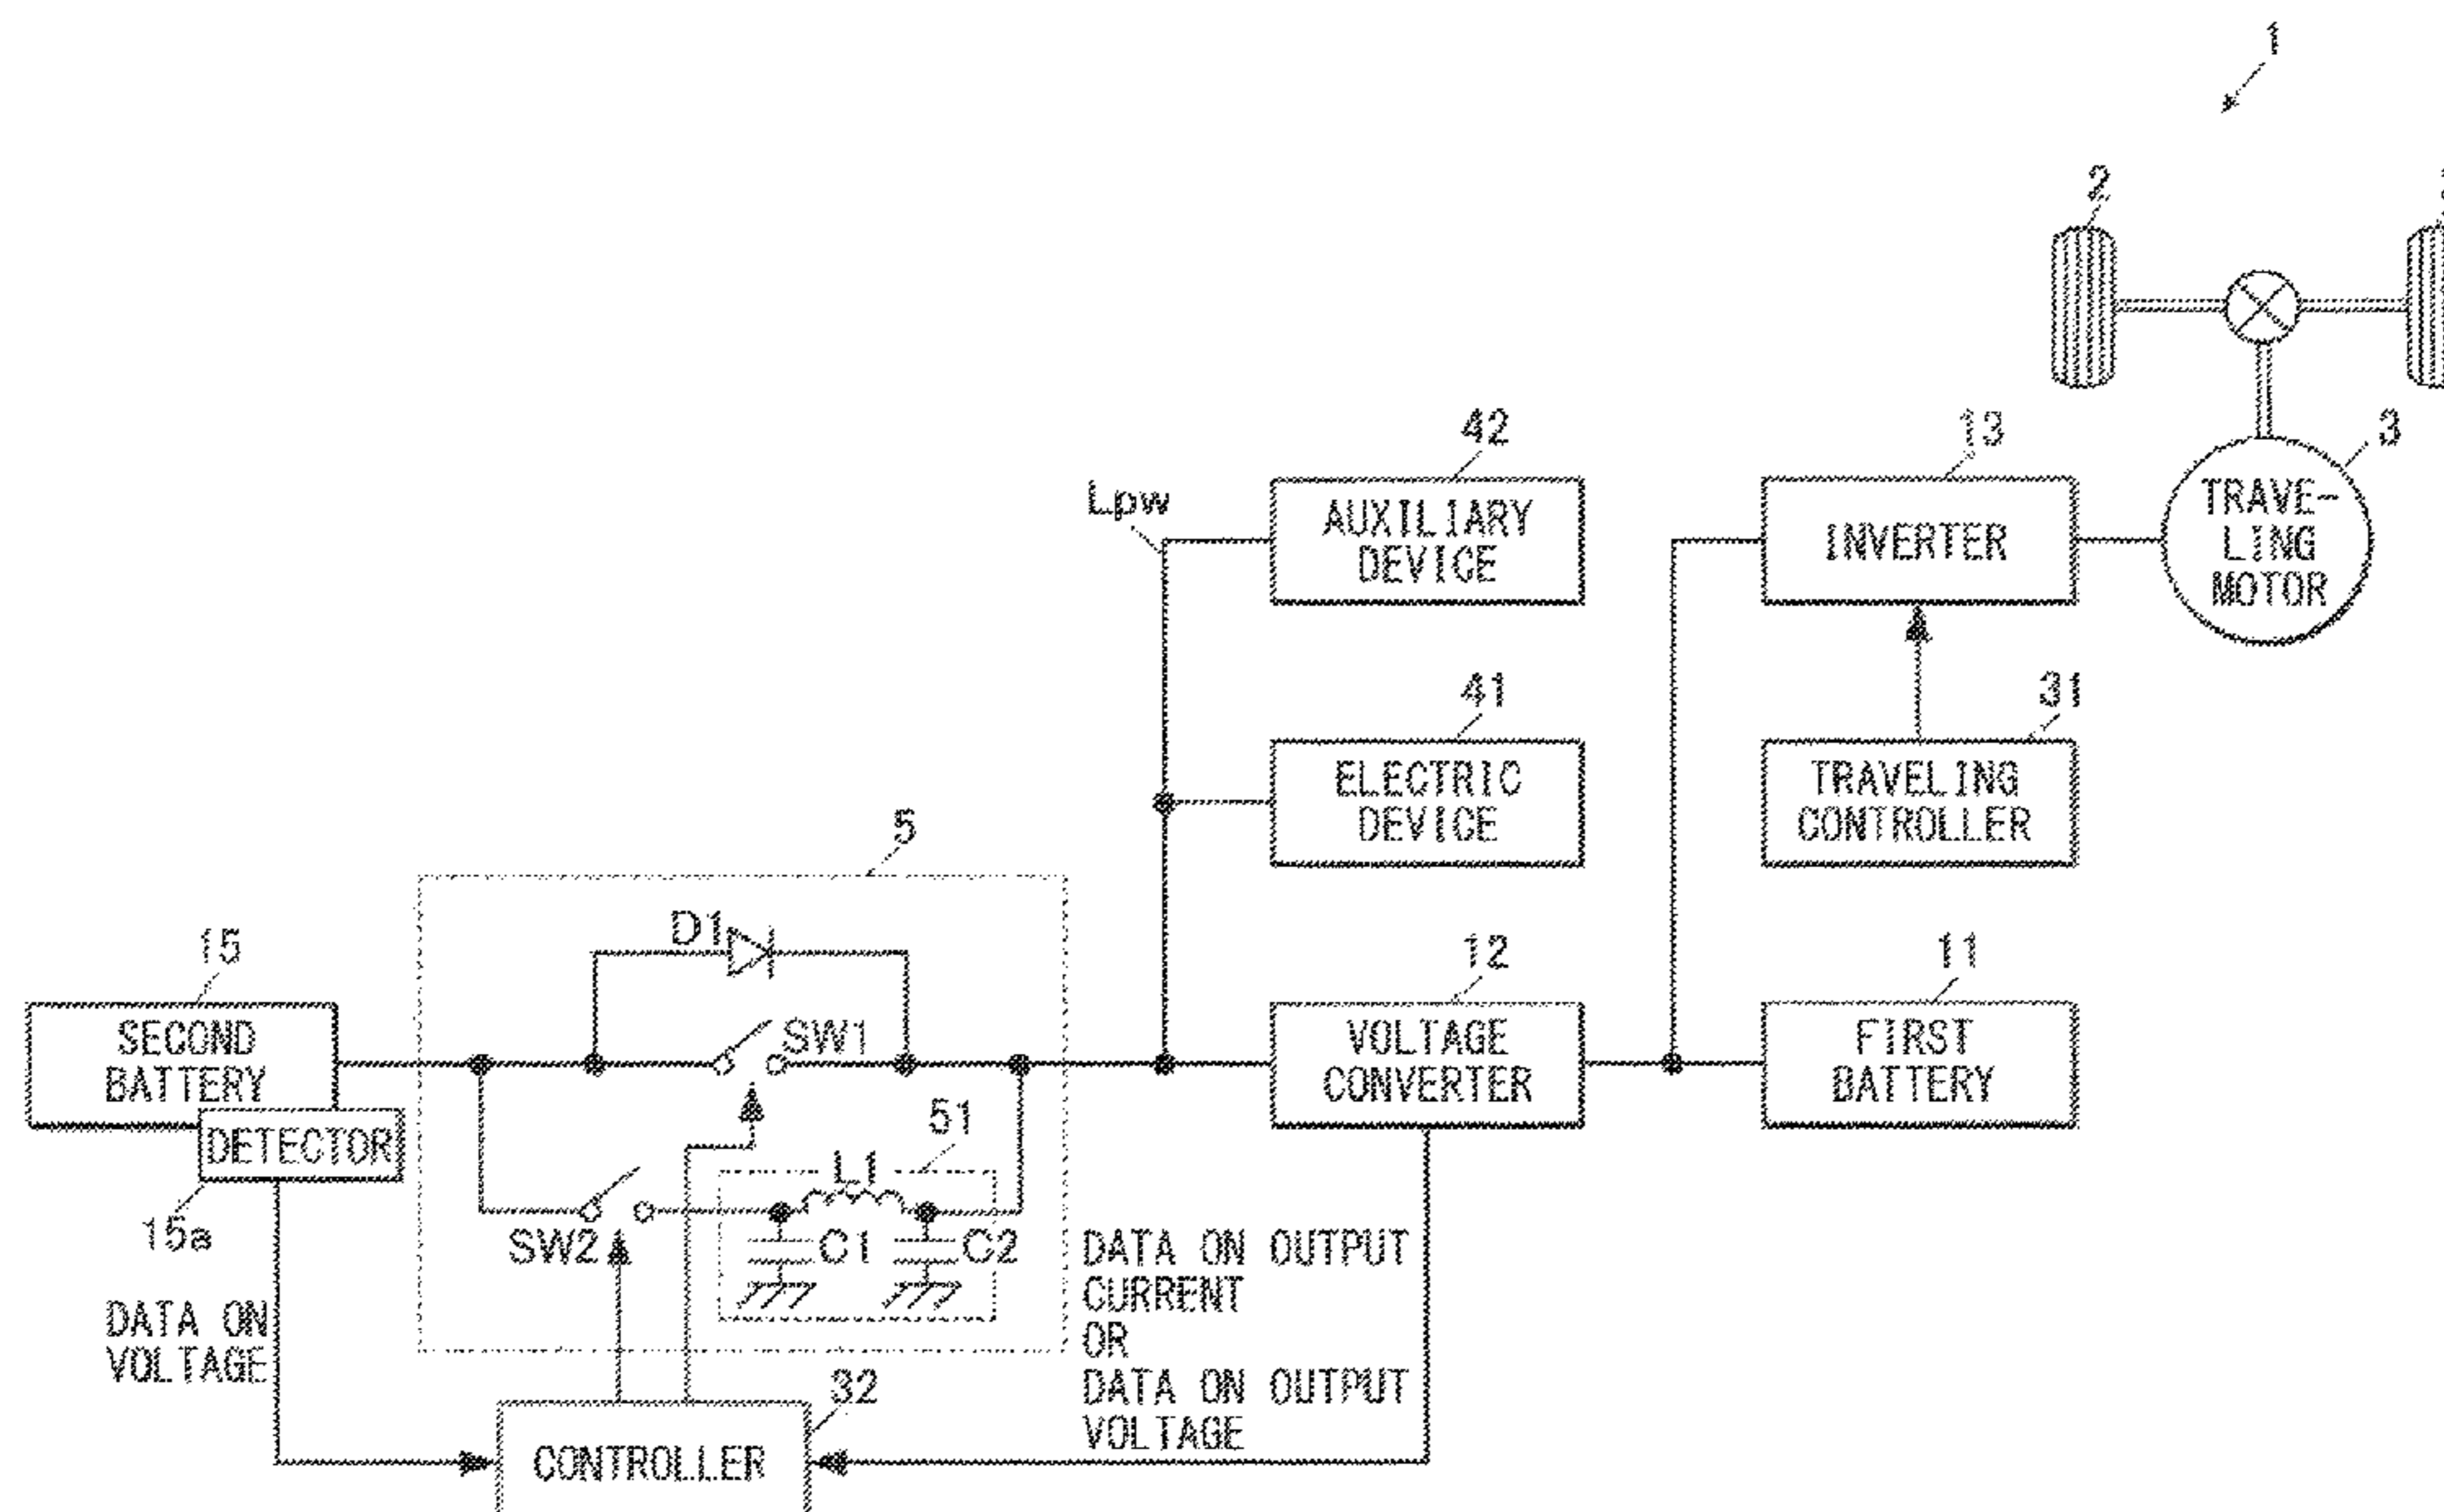 1
2
42
13
3
Lpw
AUXILIARY
DEVICE
INVERTER
TRAVE-
LING
MOTOR
41
31
ELECTRIC
DEVICE
TRAVELING
CONTROLLER
5
D1
15
12
11
SECOND
BATTERY
SW1
VOLTAGE
CONVERTER
FIRST
BATTERY
DETECTOR
51
L1
15a
SW2
C1
C2
DATA ON OUTPUT
CURRENT
OR
DATA ON OUTPUT
VOLTAGE
DATA ON
VOLTAGE
32
CONTROLLER